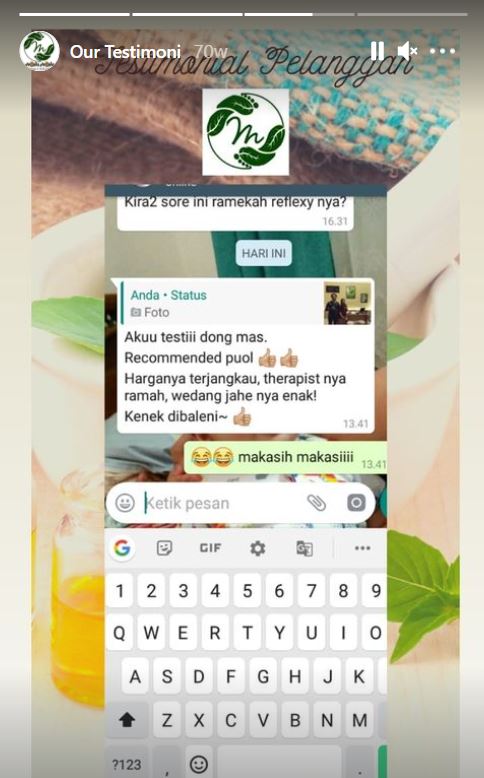 Our Testimoni 70w
Testimonial Pelanggan
m
Kira2 sore ini ramekah reflexy nya?
16.31
HARI INI
Anda • Status
Foto
Akuu testiii dong mas.
Recommended puol 👍👍
Harganya terjangkau, therapist nya
ramah, wedang jahe nya enak!
Kenek dibaleni~ 👍
13.41
😂😂 makasih makasiiii 13.41
Ketik pesan
G GIF
1 2 3 4 5 6 7 8 9
Q W E R T Y U I O
A S D F G H J K
Z X C V B N M
?123 , .